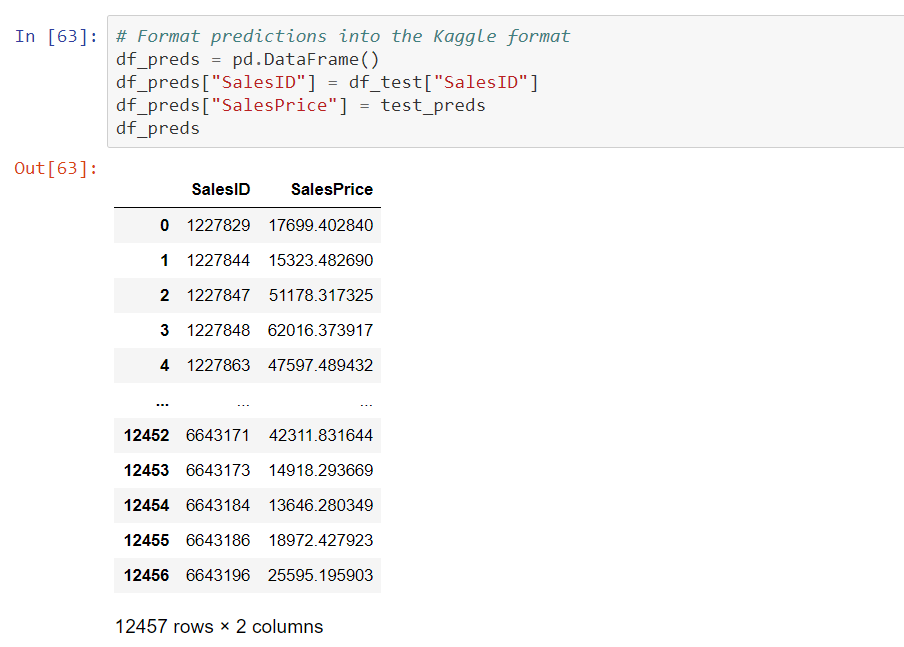 In [63]: # Format predictions into the Kaggle format
df_preds = pd.DataFrame()
df_preds["SalesID"] = df_test["SalesID"]
df_preds["SalesPrice"] = test_preds
df_preds
Out[63]:
SalesID SalesPrice
0 1227829 17699.402840
1 1227844 15323.482690
2 1227847 51178.317325
3 1227848 62016.373917
4 1227863 47597.489432
... ... ...
12452 6643171 42311.831644
12453 6643173 14918.293669
12454 6643184 13646.280349
12455 6643186 18972.427923
12456 6643196 25595.195903
12457 rows × 2 columns